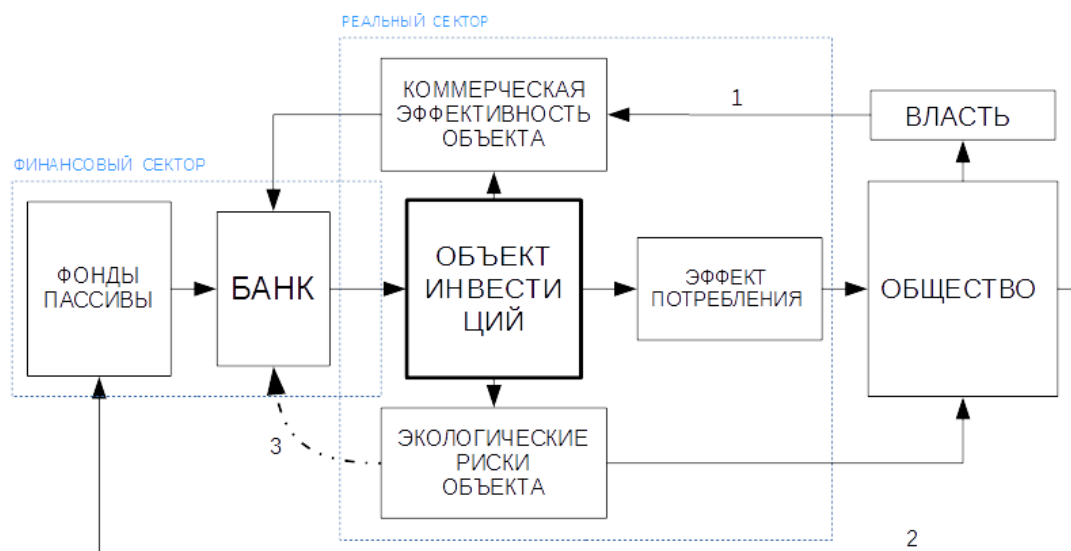 РЕАЛЬНЫЙ СЕКТОР
КОММЕРЧЕСКАЯ
ЭФФЕКТИВНОСТЬ
ОБЪЕКТА
1
ВЛАСТЬ
ФИНАНСОВЫЙ СЕКТОР
ФОНДЫ
ПАССИВЫ
БАНК
ОБЪЕКТ
ИНВЕСТИ
ЦИЙ
ЭФФЕКТ
ПОТРЕБЛЕНИЯ
ОБЩЕСТВО
3
ЭКОЛОГИЧЕСКИЕ
РИСКИ
ОБЪЕКТА
2